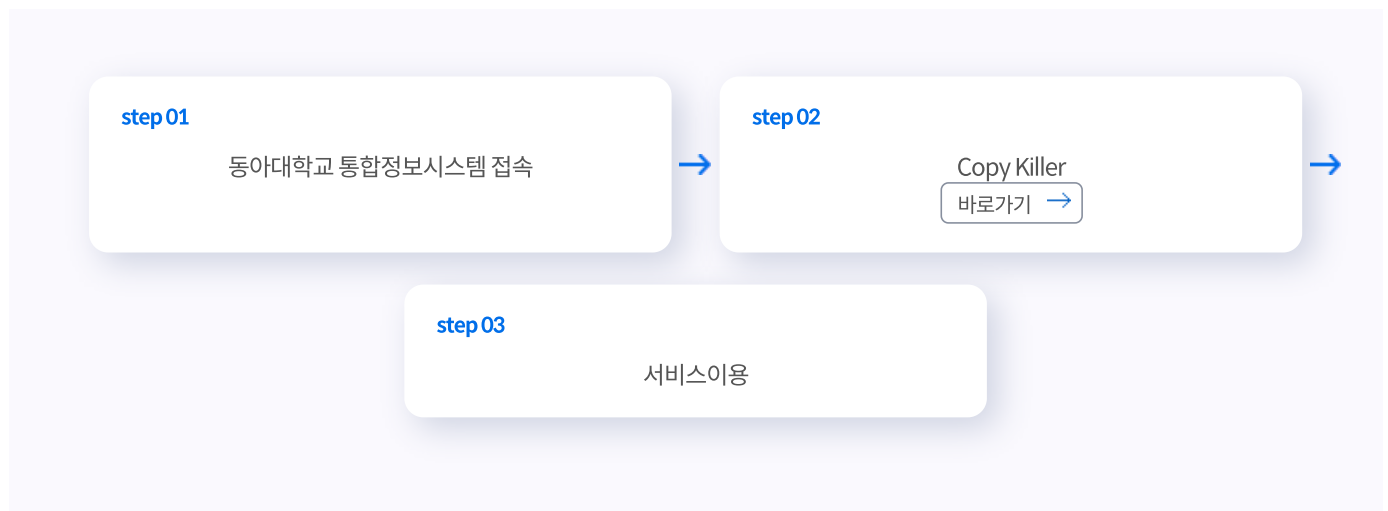 step 01
동아대학교 통합정보시스템 접속
step 02
Copy Killer
바로가기
step 03
서비스이용